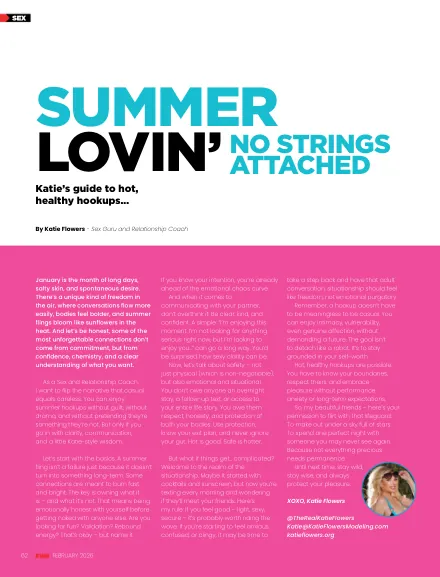 SEX
SUMMER
LOVIN' NO STRINGS
ATTACHED
Katie's guide to hot,
healthy hookups...
By Katie Flowers - Sex Guru and Relationship Coach
January is the month of long days,
salty skin, and spontaneous desire.
There's a unique kind of freedom in
the air, where conversations flow more
easily, bodies feel bolder, and summer
flings bloom like sunflowers in the
heat. And let's be honest, some of the
most unforgettable connections don't
come from commitment, but from
confidence, chemistry, and a clear
understanding of what you want.
As a Sex and Relationship Coach,
I want to flip the narrative that casual
equals careless. You can enjoy
summer hookups without guilt, without
drama, and without pretending they're
something they're not. But only if you
go in with clarity, communication,
and a little Katie-style wisdom.
Let's start with the basics. A summer
fling isn't a failure just because it doesn't
turn into something long-term. Some
connections are meant to burn fast
and bright. The key is owning what it
is - and what it's not. That means being
emotionally honest with yourself before
getting naked with anyone else. Are you
looking for fun? Validation? Rebound
energy? That's okay - but name it.
If you know your intention, you're already
ahead of the emotional chaos curve.
And when it comes to
communicating with your partner,
don't overthink it. Be clear, kind, and
confident. A simple "I'm enjoying this
moment, I'm not looking for anything
serious right now, but I'm looking to
enjoy you." can go a long way. You'd
be surprised how sexy clarity can be.
Now, let's talk about safety - not
just physical (which is non-negotiable)
but also emotional and situational.
You don't owe anyone an overnight
stay, a follow-up text, or access to
your entire life story. You owe them
respect, honesty, and protection of
both your bodies. Use protection,
know your exit plan, and never ignore
your gut. Hot is good. Safe is hotter.
But what if things get... complicated?
Welcome to the realm of the
situationship. Maybe it started with
cocktails and sunscreen, but now you're
texting every morning and wondering
if they'll meet your friends. Here's
my rule: if you feel good - light, sexy,
secure - it's probably worth riding the
wave. If you're starting to feel anxious,
confused, or clingy, it may be time to
take a step back and have that adult
conversation. Situationships should feel
like freedom, not emotional purgatory.
Remember, a hookup doesn't have
to be meaningless to be casual. You
can enjoy intimacy, vulnerability,
even genuine affection, without
demanding a future. The goal isn't
to detach like a robot. It's to stay
grounded in your self-worth.
Hot, healthy hookups are possible.
You have to know your boundaries,
respect theirs, and embrace
pleasure without performance
anxiety or long-term expectations.
So, my beautiful friends - here's your
permission to flirt with that lifeguard.
To make out under a sky full of stars.
To spend one perfect night with
someone you may never see again.
Because not everything precious
needs permanence.
Until next time, stay wild,
stay wise, and always
protect your pleasure.
XOXO, Katie Flowers
@TheRealKatieFlowers
Katie@KatieFlowersModeling.com
katieflowers.org
FEBRUARY 2026